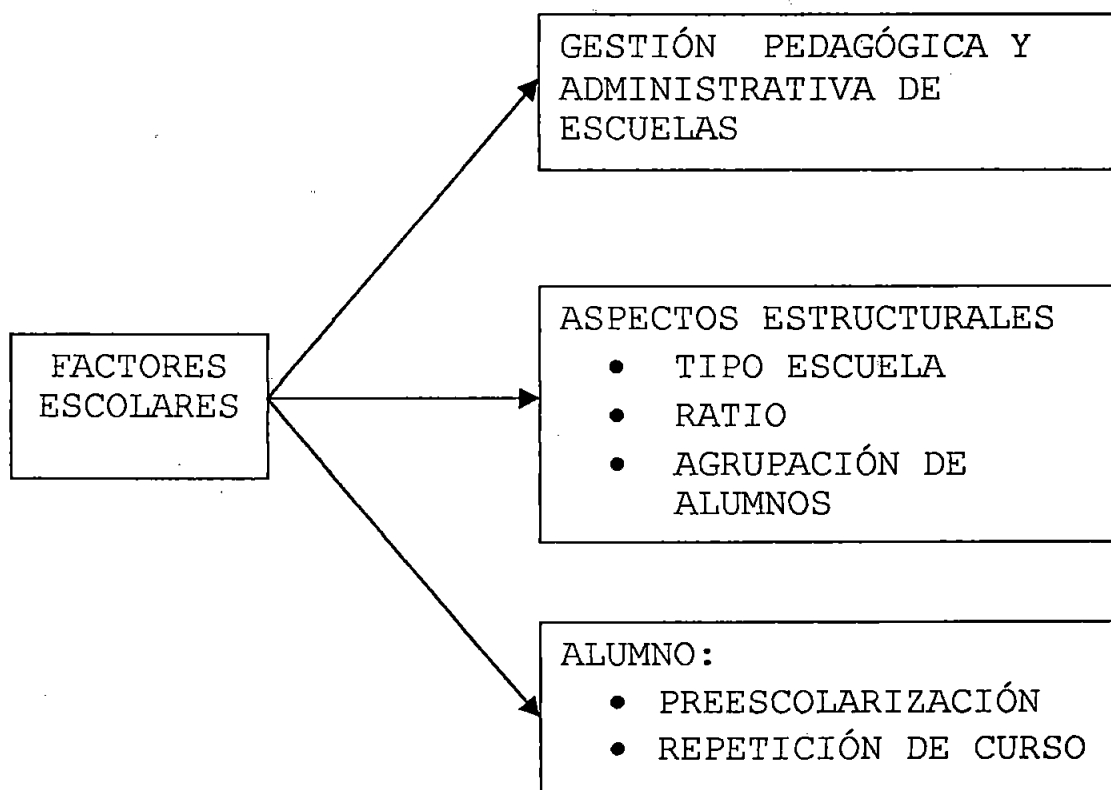 GESTIÓN PEDAGÓGICA Y
ADMINISTRATIVA DE
ESCUELAS
FACTORES
ESCOLARES
ASPECTOS ESTRUCTURALES
• TIPO ESCUELA
• RATIO
• AGRUPACIÓN DE
ALUMNOS
ALUMNO:
• PREESCOLARIZACIÓN
• REPETICIÓN DE CURSO